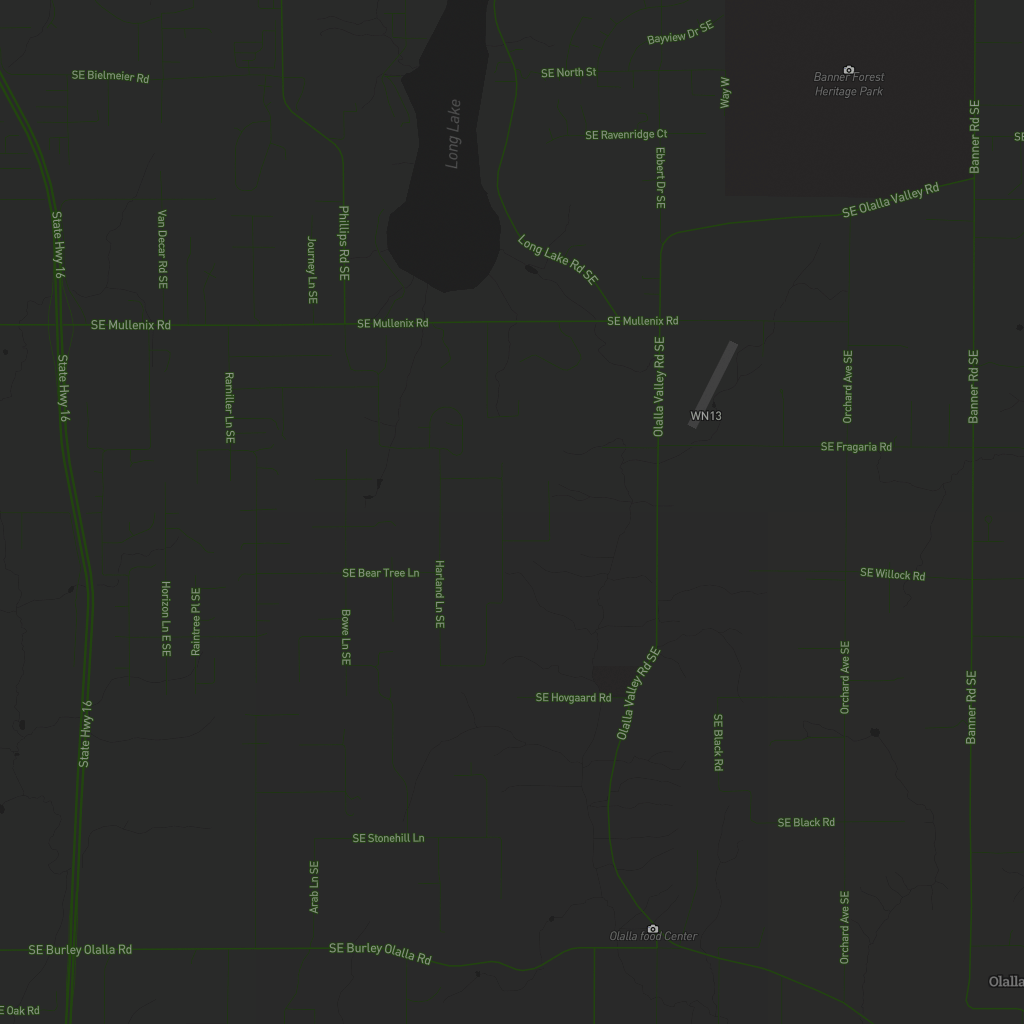 Bayview Dr SE
SE North St
SE Bielmeier Rd
Banner Forest
Heritage Park
Way W
Long Lake
SE Ravenridge Ct
Banner Rd SE
SE
Ebbert Dr SE
SE Olalla Valley Rd
State Hwy 16
Van Decar Rd SE
Phillips Rd SE
Journey Ln SE
Long Lake Rd SE
SE Mullenix Rd
SE Mullenix Rd
SE Mullenix Rd
State Hwy 16
Ramiller Ln SE
Olalla Valley Rd SE
Orchard Ave SE
Banner Rd SE
WN13
SE Fragaria Rd
SE Bear Tree Ln
Harland Ln SE
SE Willock Rd
Horizon Ln E SE
Raintree Pl SE
Bowe Ln SE
Orchard Ave SE
Olalla Valley Rd SE
SE Hovgaard Rd
Banner Rd SE
State Hwy 16
SE Black Rd
SE Black Rd
SE Stonehill Ln
Arab Ln SE
Orchard Ave SE
Olalla food Center
SE Burley Olalla Rd
SE Burley Olalla Rd
Olalla
E Oak Rd